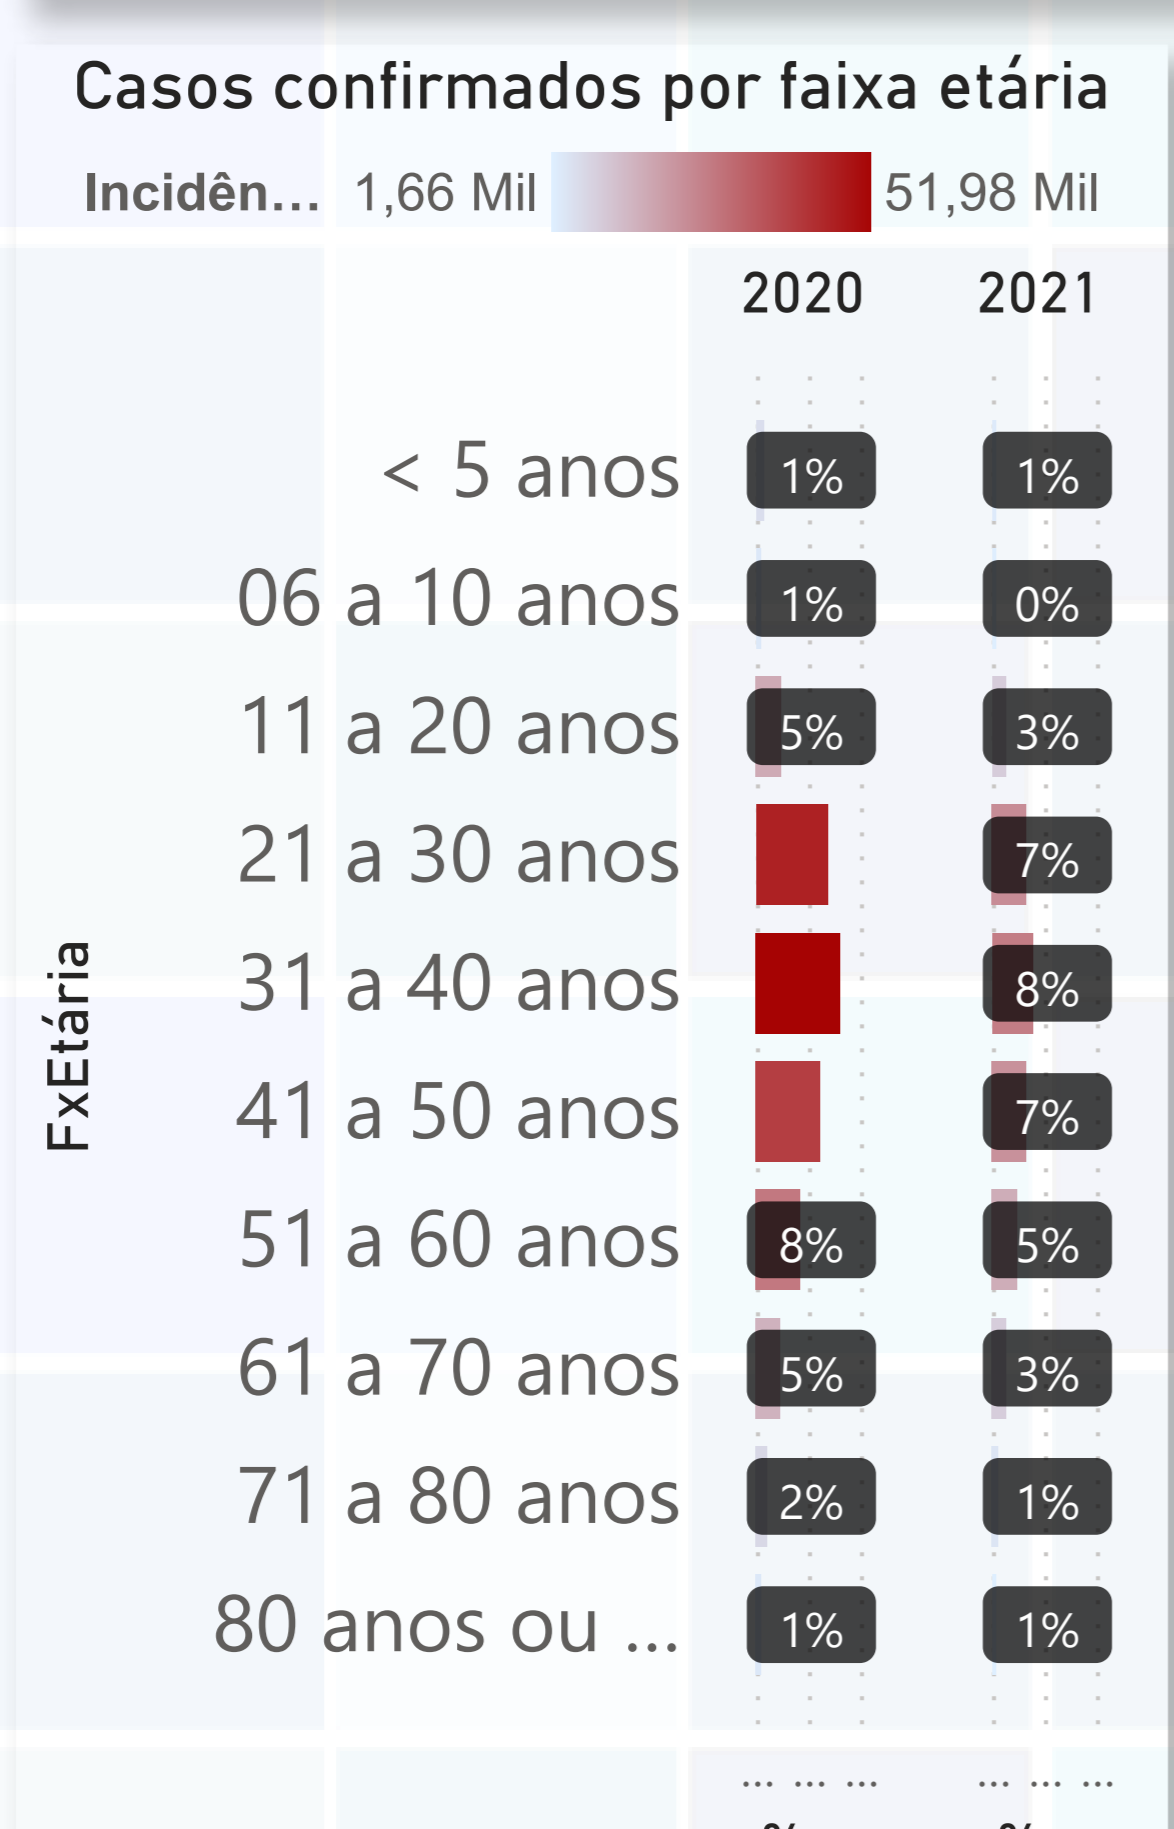 Casos confirmados por faixa etária
Incidên... 1,66 Mil 51,98 Mil
2020 2021
FxEtária
< 5 anos 1% 1%
06 a 10 anos 1% 0%
11 a 20 anos 5% 3%
21 a 30 anos 7%
31 a 40 anos 8%
41 a 50 anos 7%
51 a 60 anos 8% 5%
61 a 70 anos 5% 3%
71 a 80 anos 2% 1%
80 anos ou ... 1% 1%
... ... ... ... ... ...